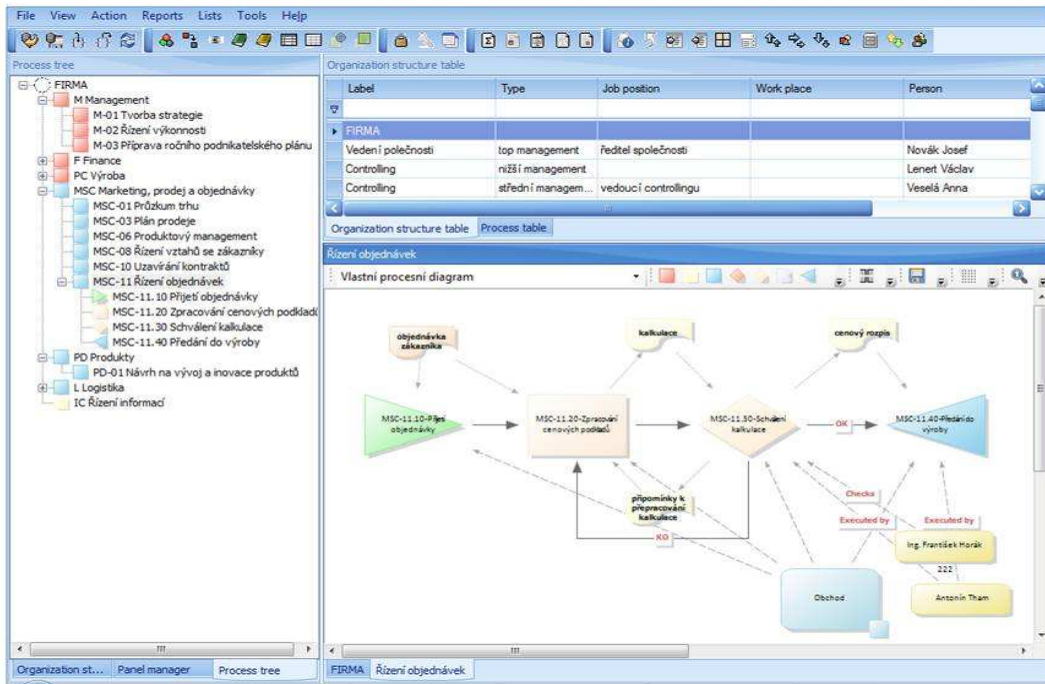 File View Action Reports Lists Tools Help
Process tree
FIRMA
M Management
M-01 Tvorba strategie
M-02 Řízení výkonnosti
M-03 Příprava ročního podnikatelského plánu
F Finance
PC Výroba
MSC Marketing, prodej a objednávky
MSC-01 Průzkum trhu
MSC-03 Plán prodeje
MSC-06 Produktový management
MSC-08 Řízení vztahů se zákazníky
MSC-10 Uzavírání kontraktů
MSC-11 Řízení objednávek
MSC-11.10 Přijetí objednávky
MSC-11.20 Zpracování cenových podkladů
MSC-11.30 Schválení kalkulace
MSC-11.40 Předání do výroby
PD Produkty
PD-01 Návrh na vývoj a inovace produktů
L Logistika
IC Řízení informací
Organization st... Panel manager Process tree
Organization structure table
Label Type Job position Work place Person
FIRMA
Vedení polečnosti top management ředitel společnosti Novák Josef
Controlling nižší management Lenert Václav
Controlling střední managem... vedoucí controllingu Veselá Anna
Organization structure table Process table
Řízení objednávek
Vlastní procesní diagram
objednávka
zákazníka
kalkulace
cenový rozpis
MSC-11.10-Přijetí
objednávky
MSC-11.20-Zpracování
cenových podkladů
MSC-11.30-Schválení
kalkulace
OK
MSC-11.40-Předání do
výroby
připomínky k
přepracování
kalkulace
KO
Checks
Executed by Executed by
Ing. František Horák
222
Obchod
Antonín Tham
FIRMA Řízení objednávek